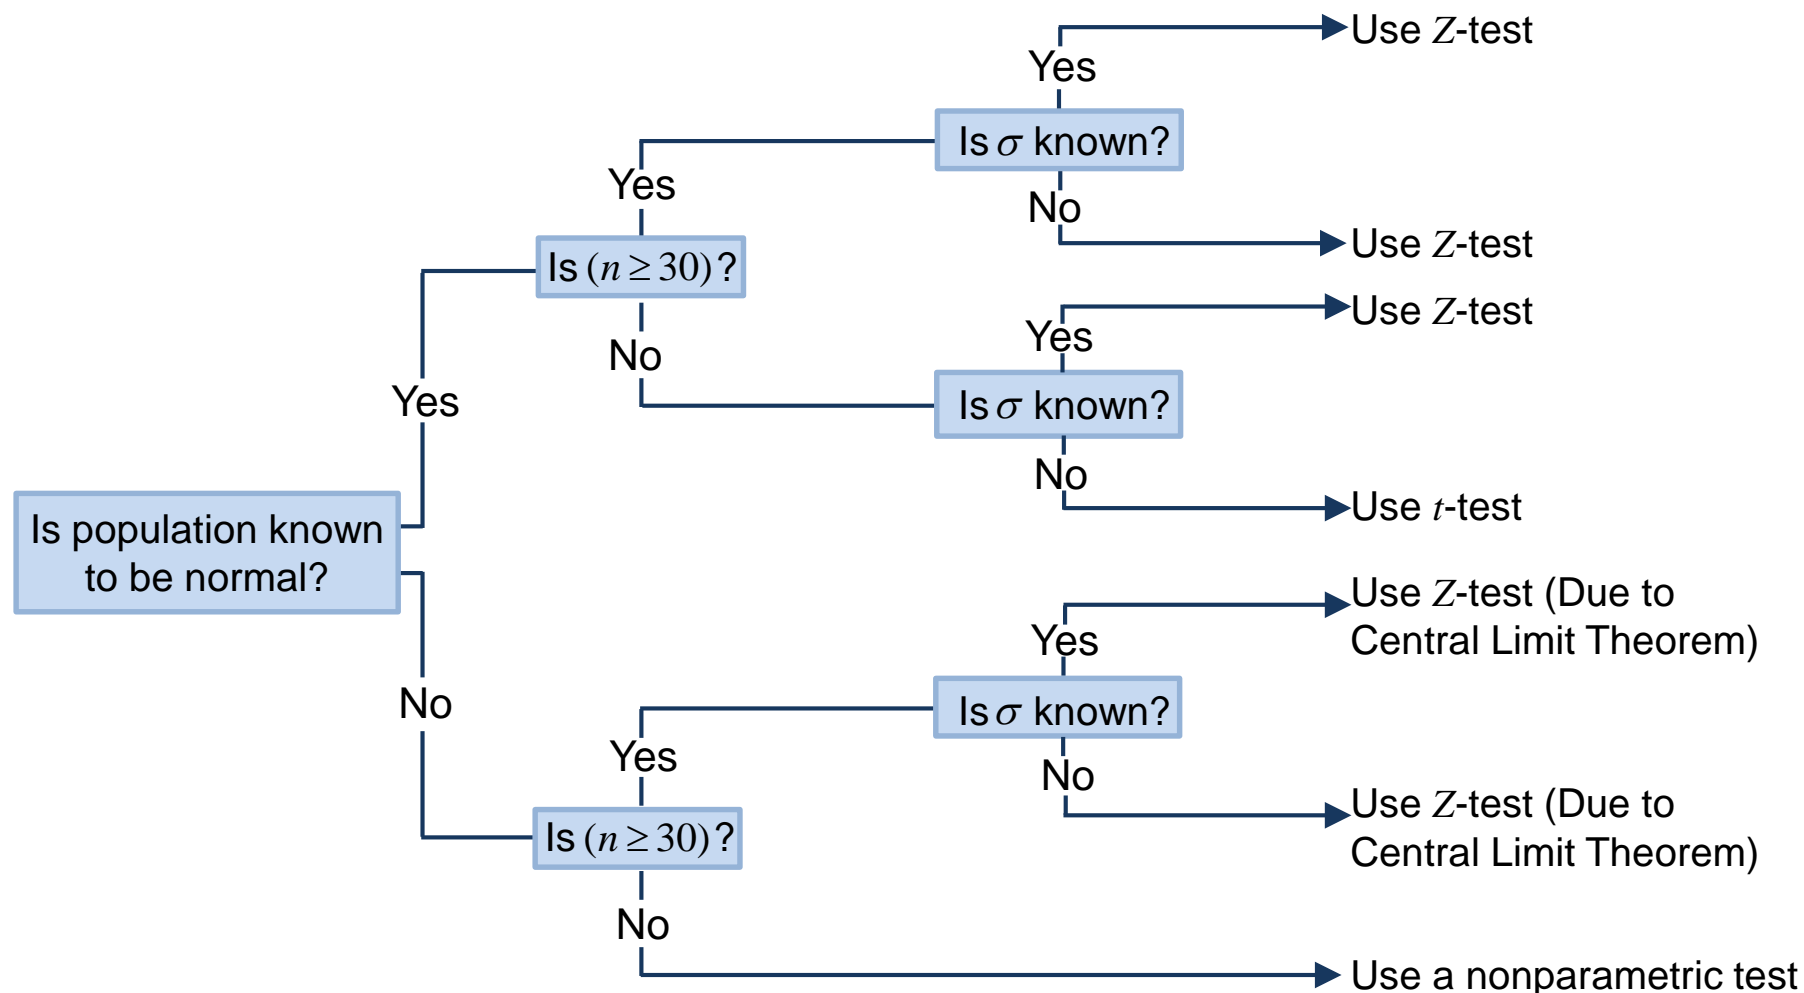 Use Z-test
Yes
Is σ known?
Yes
No
Use Z-test
Is (n ≥ 30)?
Use Z-test
No
Yes
Yes
Is σ known?
No
Use t-test
Is population known
to be normal?
Use Z-test (Due to
Central Limit Theorem)
Yes
No
Is σ known?
Yes
No
Use Z-test (Due to
Central Limit Theorem)
Is (n ≥ 30)?
No
Use a nonparametric test